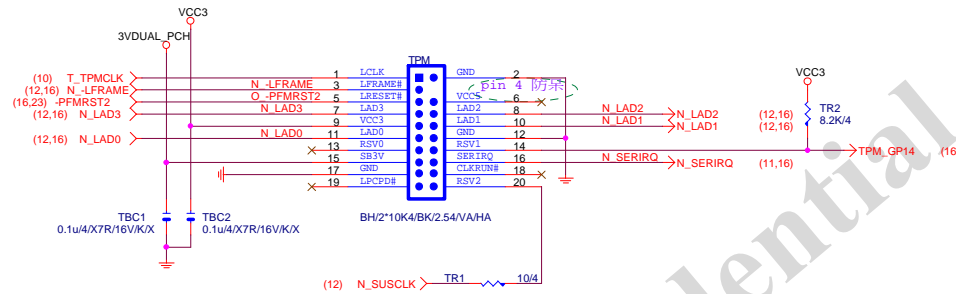 VCC3
3VDUAL_PCH
VCC3
TPM
(10) T_TPMCLK 1 LCLK GND 2
(12,16) N_-LFRAME N_-LFRAME 3 LFRAME# pin 4 防呆
(16,23) -PFMRST2 O_-PFMRST2 5 LRESET# VCC5 6
(12,16) N_LAD3 N_LAD3 7 LAD3 LAD2 8 N_LAD2 N_LAD2 (12,16)
9 VCC3 LAD1 10 N_LAD1 N_LAD1 (12,16)
TR2
8.2K/4
(12,16) N_LAD0 N_LAD0 11 LAD0 GND 12
13 RSV0 RSV1 14 TPM_GP14 (16
15 SB3V SERIRQ 16 N_SERIRQ N_SERIRQ (11,16)
17 GND CLKRUN# 18
19 LPCPD# RSV2 20
TBC1
0.1u/4/X7R/16V/K/X
TBC2
0.1u/4/X7R/16V/K/X
BH/2*10K4/BK/2.54/VA/HA
(12) N_SUSCLK TR1 10/4
dential